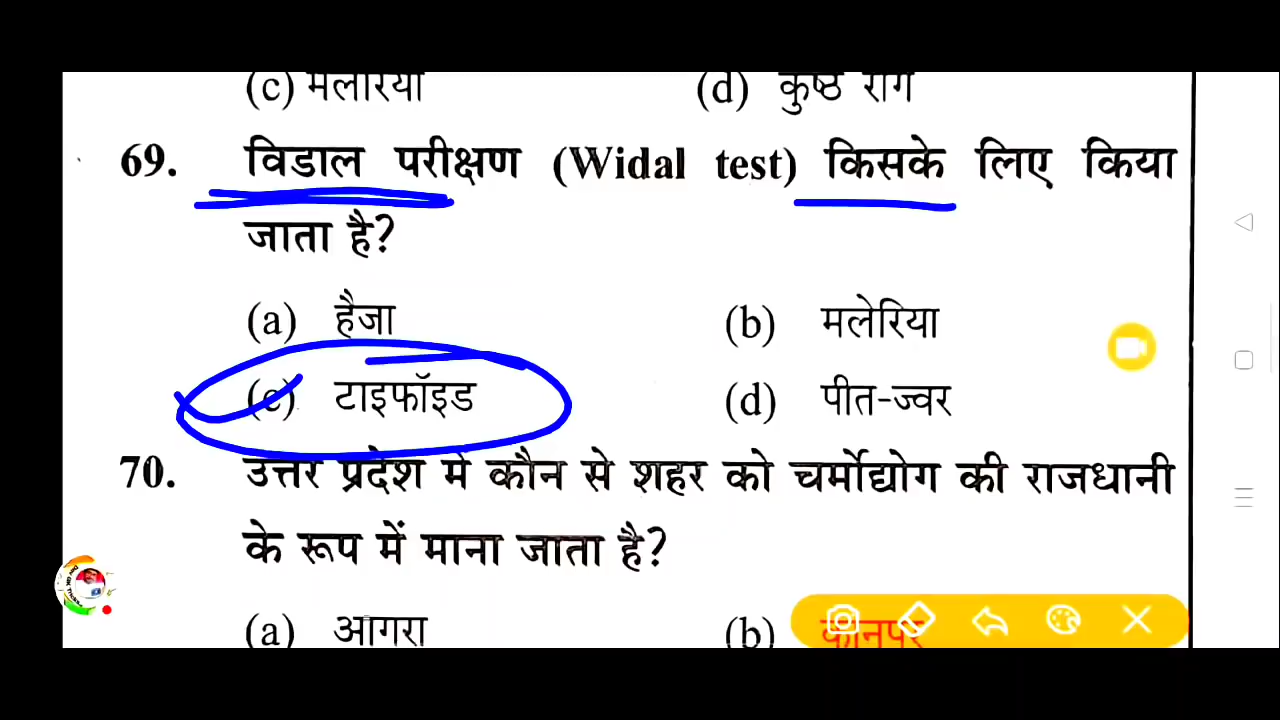 (c) मलेरिया (d) कुष्ठ रोग
69. विडाल परीक्षण (Widal test) किसके लिए किया
जाता है?
(a) हैजा (b) मलेरिया
(c) टाइफॉइड (d) पीत-ज्वर
70. उत्तर प्रदेश में कौन से शहर को चर्मोद्योग की राजधानी
के रूप में माना जाता है?
(a) आगरा (b) कानपुर